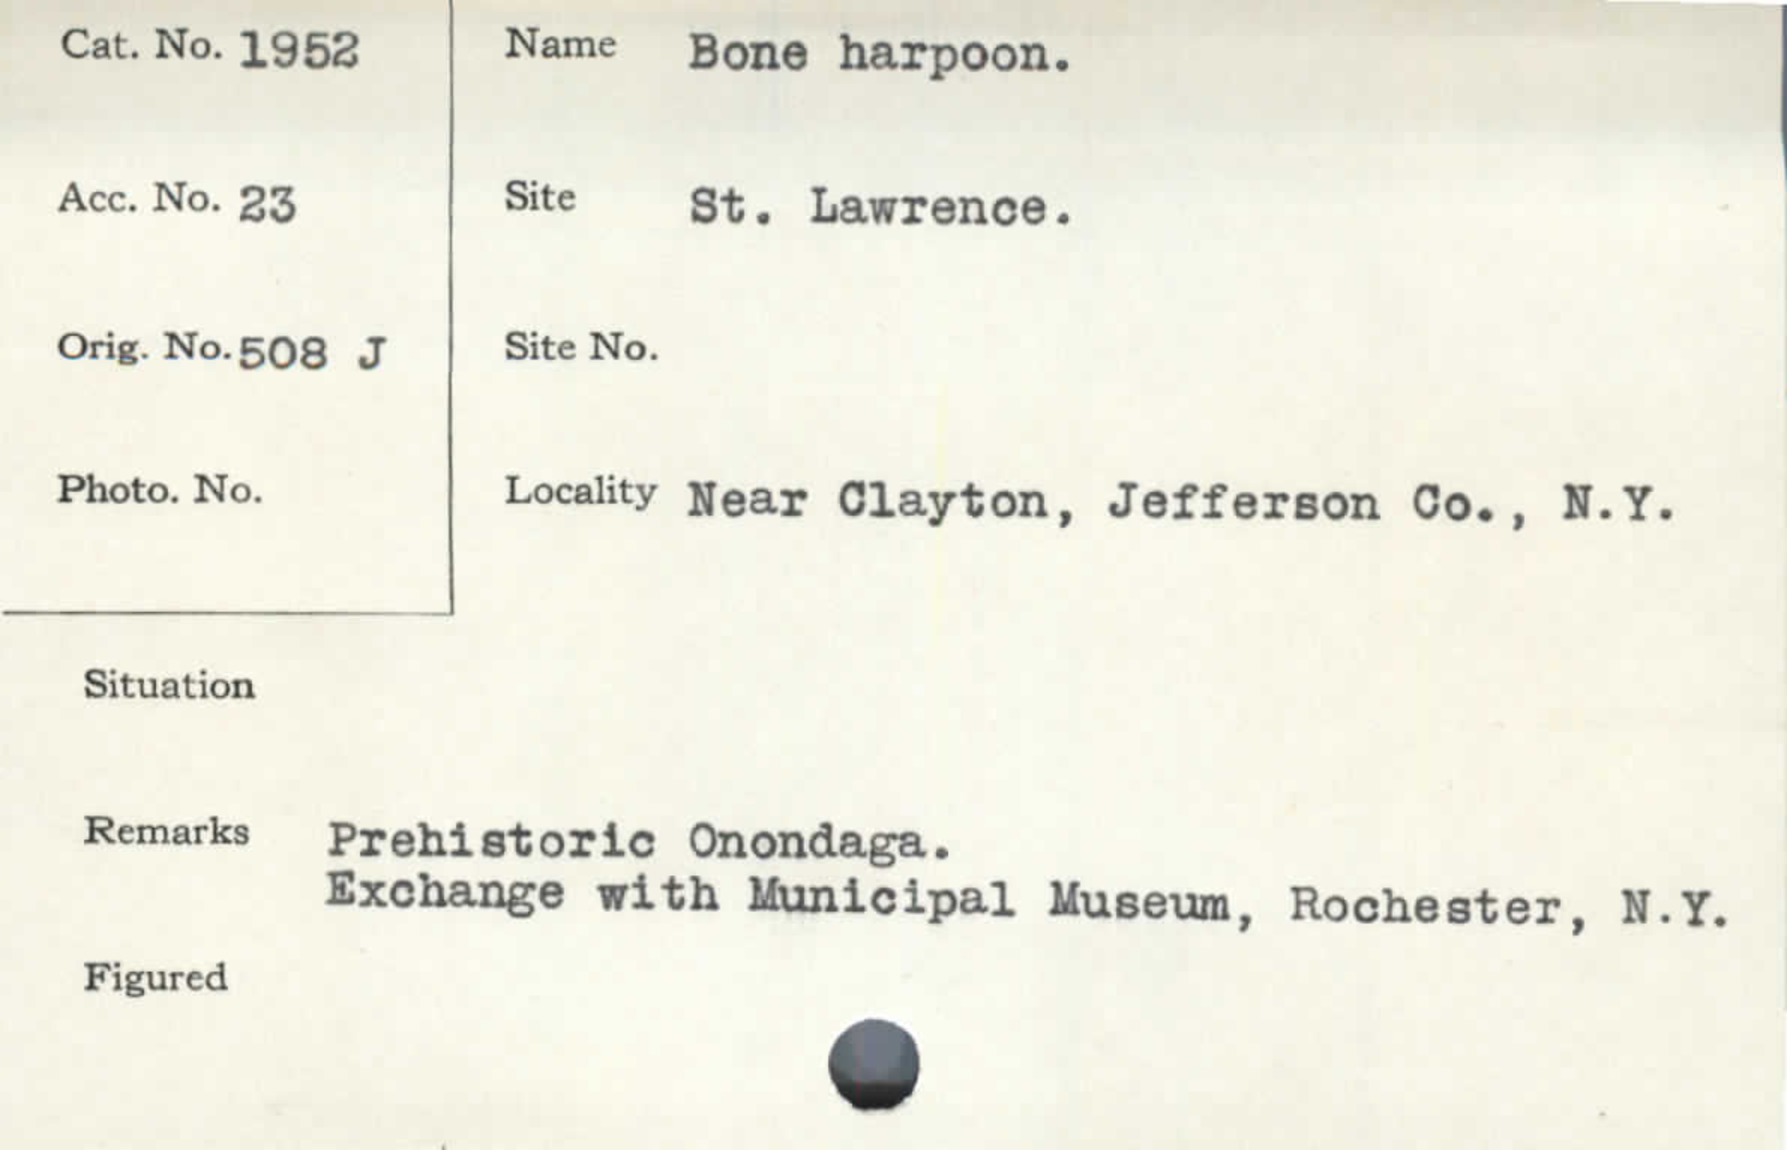 Cat. No. 1952
Acc. No. 23
Orig. No. 508 J
Photo. No.
Name Bone harpoon.
Site St. Lawrence.
Site No.
Locality Near Clayton, Jefferson Co., N.Y.
Situation
Remarks Prehistoric Onondaga.
Exchange with Municipal Museum, Rochester, N.Y.
Figured